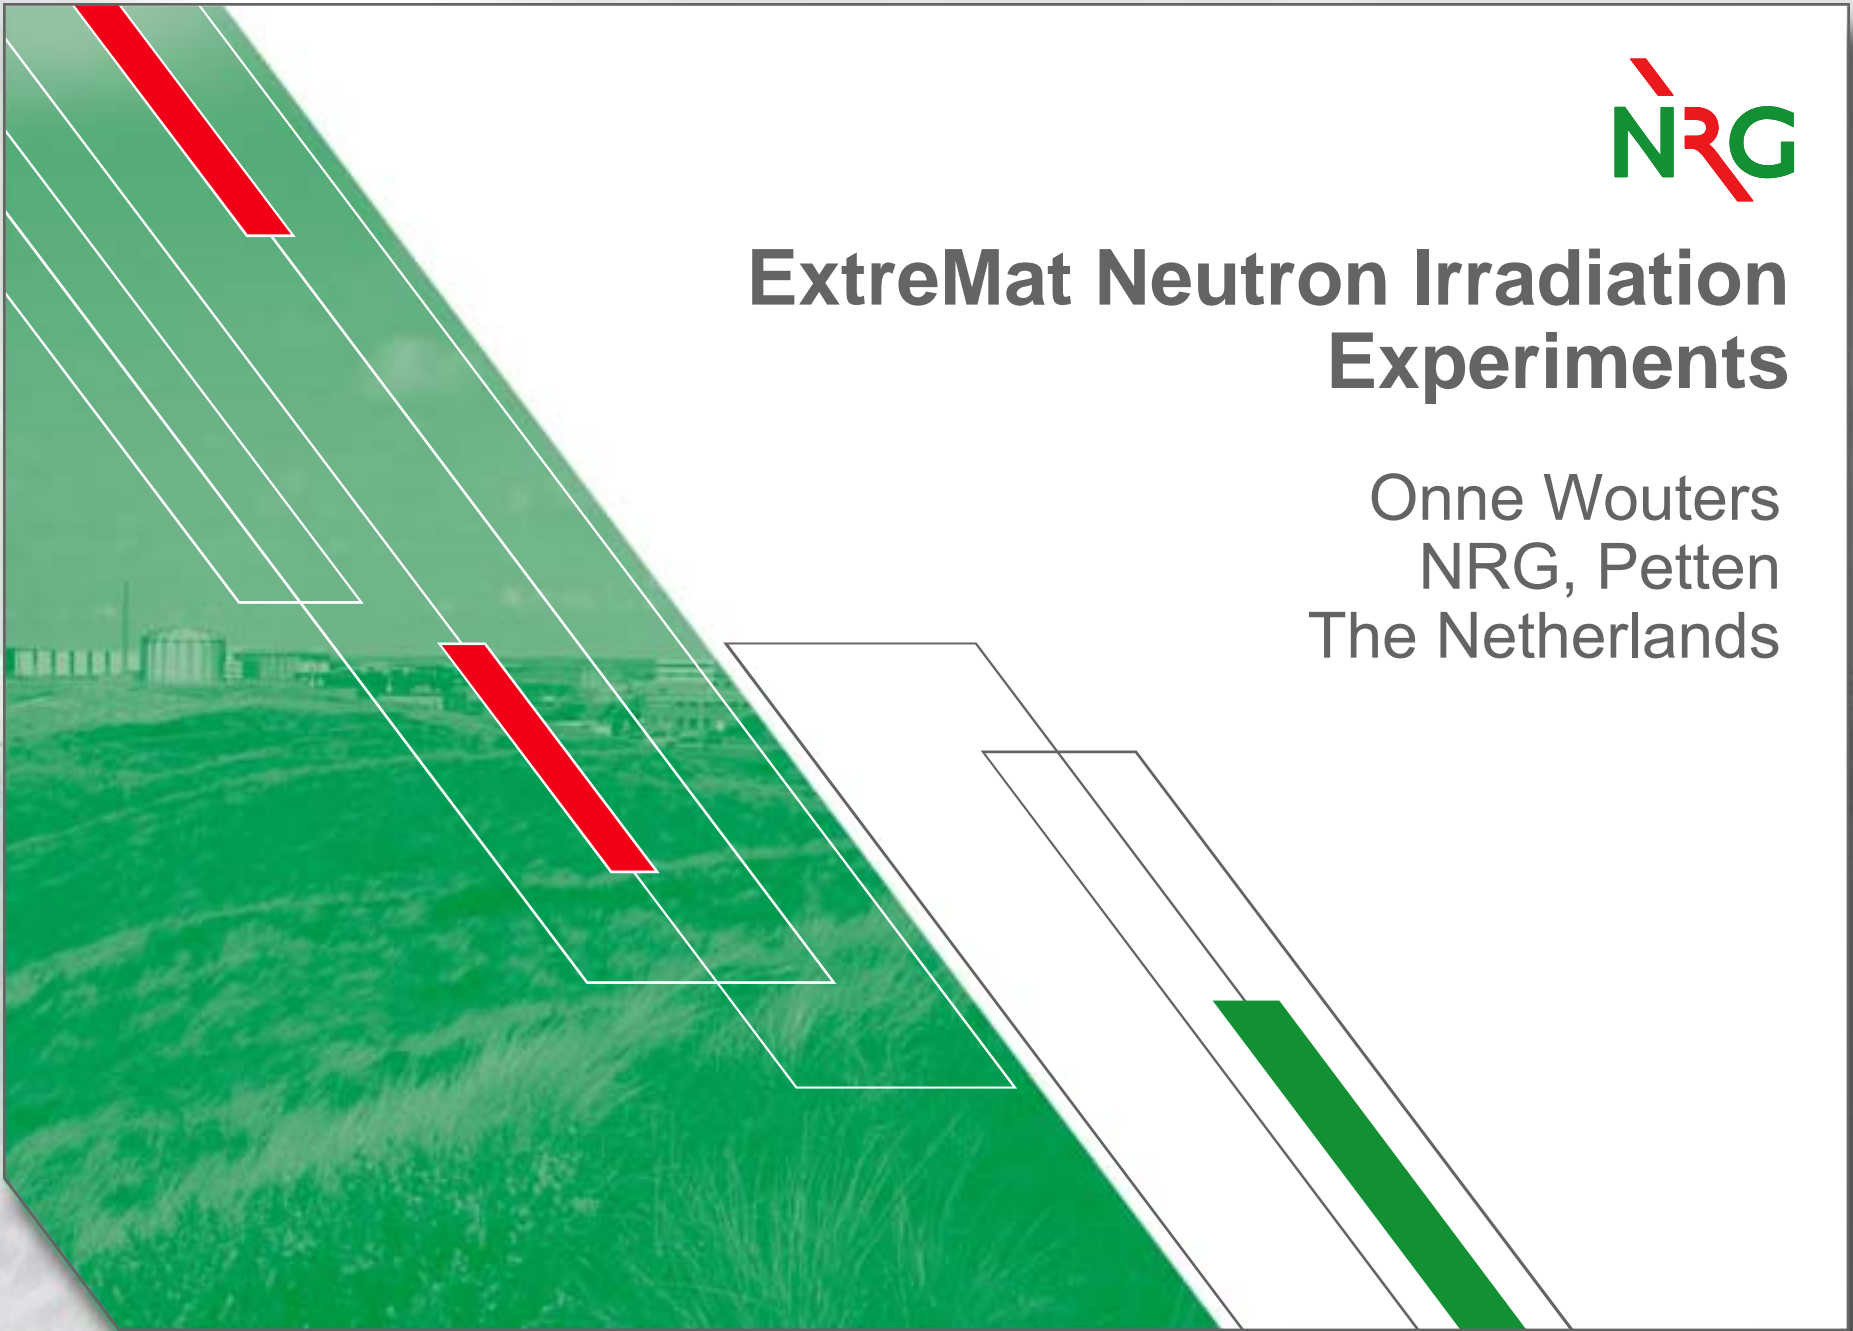 NRG
ExtreMat Neutron Irradiation
Experiments
Onne Wouters
NRG, Petten
The Netherlands